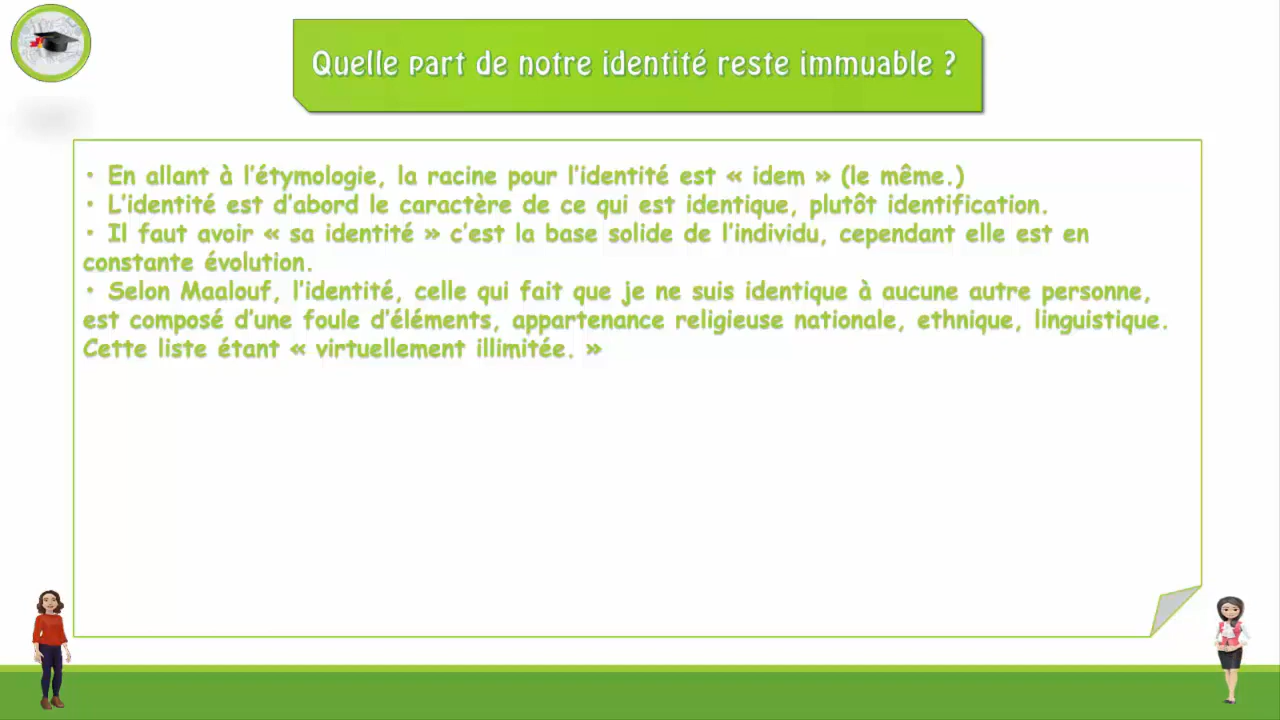 Quelle part de notre identité reste immuable ?
• En allant à l'étymologie, la racine pour l'identité est « idem » (le même.)
• L'identité est d'abord le caractère de ce qui est identique, plutôt identification.
• Il faut avoir « sa identité » c'est la base solide de l'individu, cependant elle est en
constante évolution.
• Selon Maalouf, l'identité, celle qui fait que je ne suis identique à aucune autre personne,
est composé d'une foule d'éléments, appartenance religieuse nationale, ethnique, linguistique.
Cette liste étant « virtuellement illimitée. »